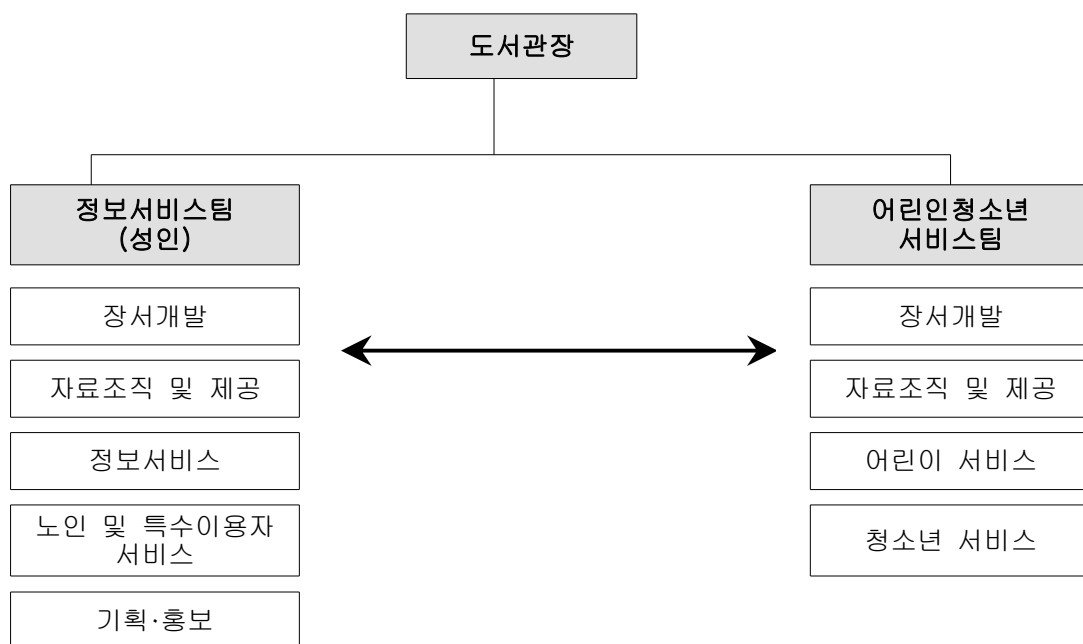 도서관장
정보서비스팀
(성인)
장서개발
자료조직 및 제공
정보서비스
노인 및 특수이용자
서비스
기획·홍보
어린인청소년
서비스팀
장서개발
자료조직 및 제공
어린이 서비스
청소년 서비스